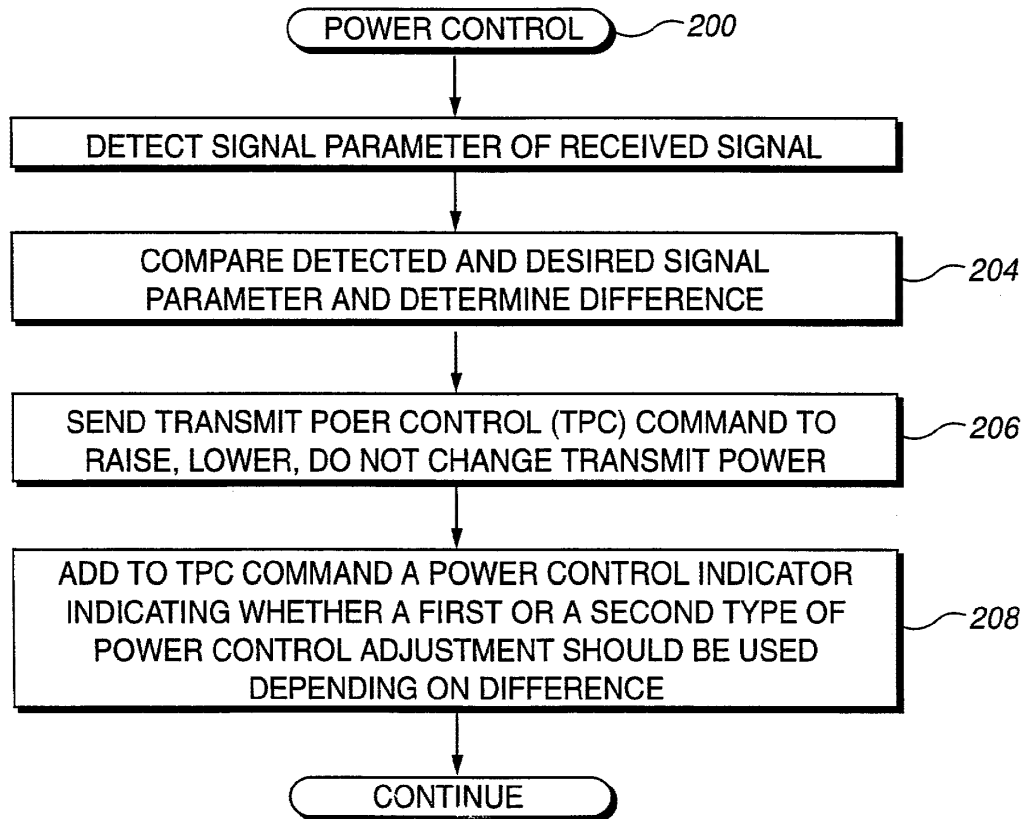 POWER CONTROL 200
DETECT SIGNAL PARAMETER OF RECEIVED SIGNAL
COMPARE DETECTED AND DESIRED SIGNAL
PARAMETER AND DETERMINE DIFFERENCE
204
SEND TRANSMIT POER CONTROL (TPC) COMMAND TO
RAISE, LOWER, DO NOT CHANGE TRANSMIT POWER
206
ADD TO TPC COMMAND A POWER CONTROL INDICATOR
INDICATING WHETHER A FIRST OR A SECOND TYPE OF
POWER CONTROL ADJUSTMENT SHOULD BE USED
DEPENDING ON DIFFERENCE
208
CONTINUE